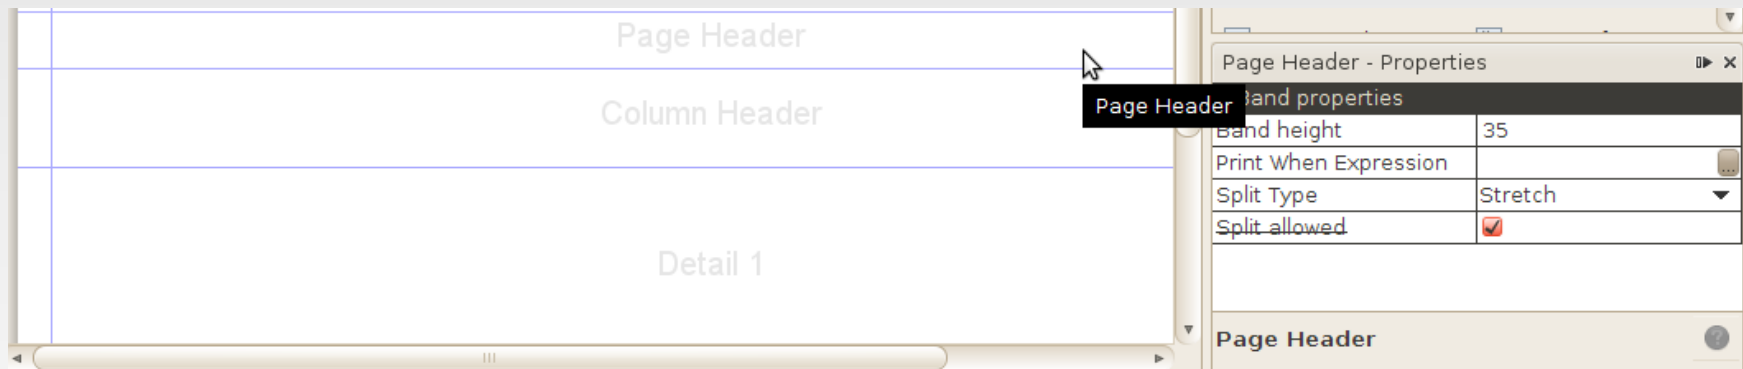 Page Header
Column Header
Detail 1
Page Header
Page Header - Properties
Band properties
Band height 35
Print When Expression ...
Split Type Stretch
Split allowed
Page Header
?